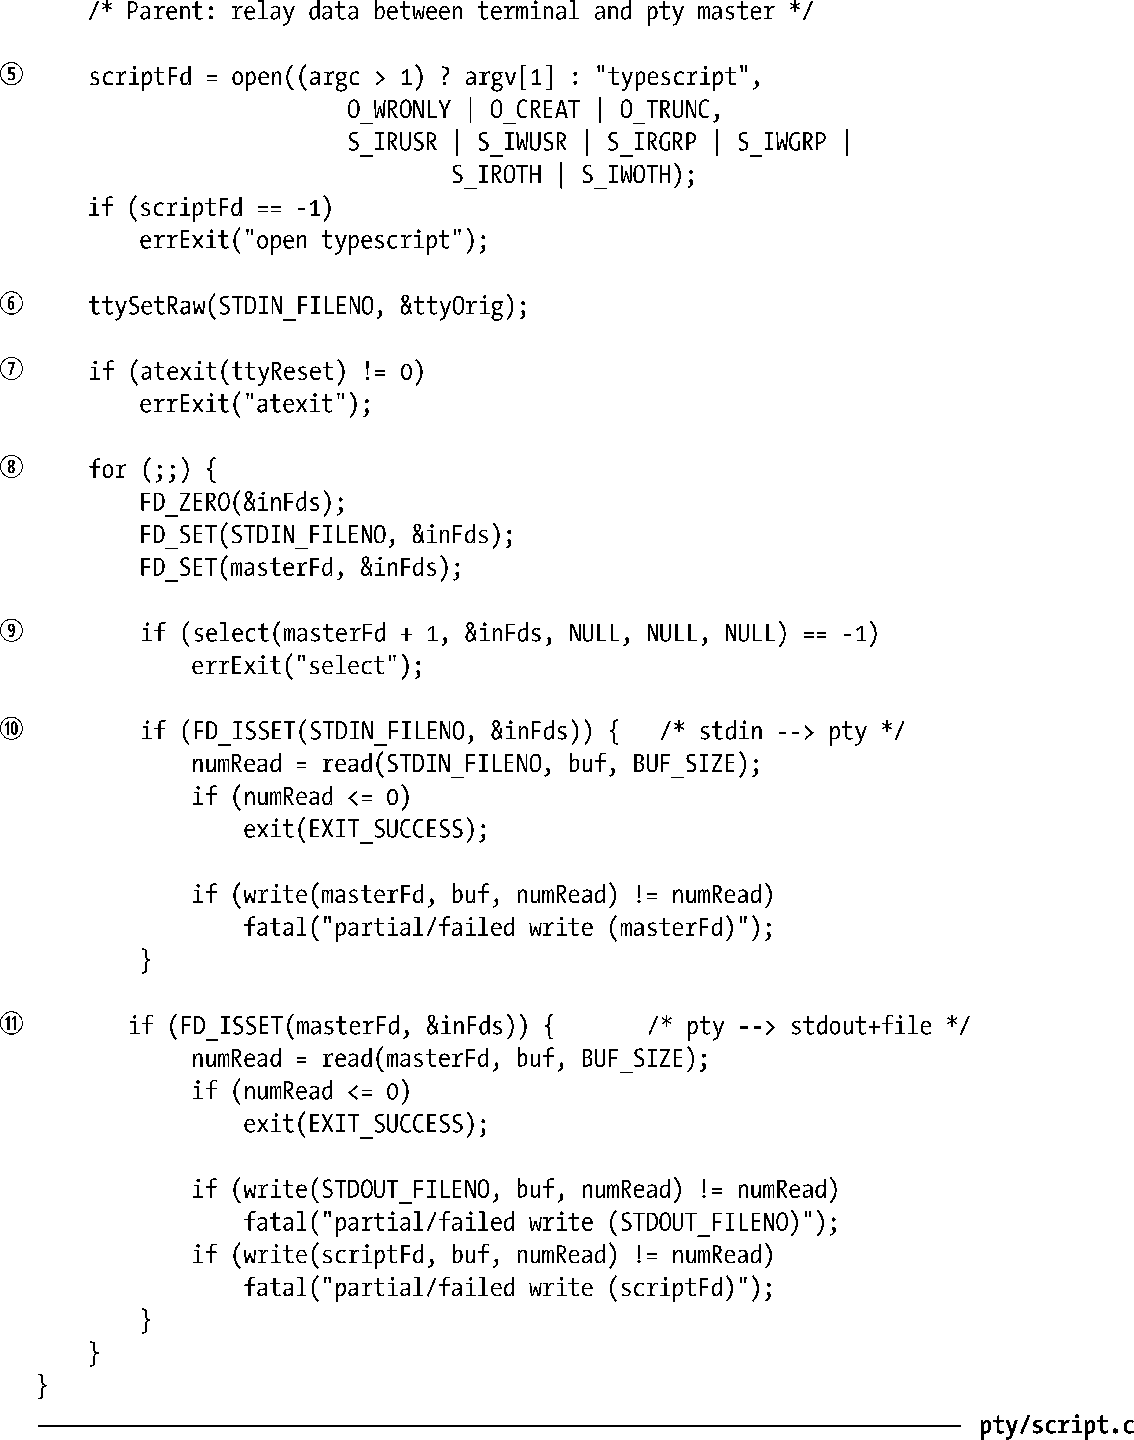 /* Parent: relay data between terminal and pty master */
⑤ scriptFd = open((argc > 1) ? argv[1] : "typescript",
O_WRONLY | O_CREAT | O_TRUNC,
S_IRUSR | S_IWUSR | S_IRGRP | S_IWGRP |
S_IROTH | S_IWOTH);
if (scriptFd == -1)
errExit("open typescript");
⑥ ttySetRaw(STDIN_FILENO, &ttyOrig);
⑦ if (atexit(ttyReset) != 0)
errExit("atexit");
⑧ for (;;) {
FD_ZERO(&inFds);
FD_SET(STDIN_FILENO, &inFds);
FD_SET(masterFd, &inFds);
⑨ if (select(masterFd + 1, &inFds, NULL, NULL, NULL) == -1)
errExit("select");
⑩ if (FD_ISSET(STDIN_FILENO, &inFds)) { /* stdin --> pty */
numRead = read(STDIN_FILENO, buf, BUF_SIZE);
if (numRead <= 0)
exit(EXIT_SUCCESS);
if (write(masterFd, buf, numRead) != numRead)
fatal("partial/failed write (masterFd)");
}
⑪ if (FD_ISSET(masterFd, &inFds)) { /* pty --> stdout+file */
numRead = read(masterFd, buf, BUF_SIZE);
if (numRead <= 0)
exit(EXIT_SUCCESS);
if (write(STDOUT_FILENO, buf, numRead) != numRead)
fatal("partial/failed write (STDOUT_FILENO)");
if (write(scriptFd, buf, numRead) != numRead)
fatal("partial/failed write (scriptFd)");
}
}
}
pty/script.c